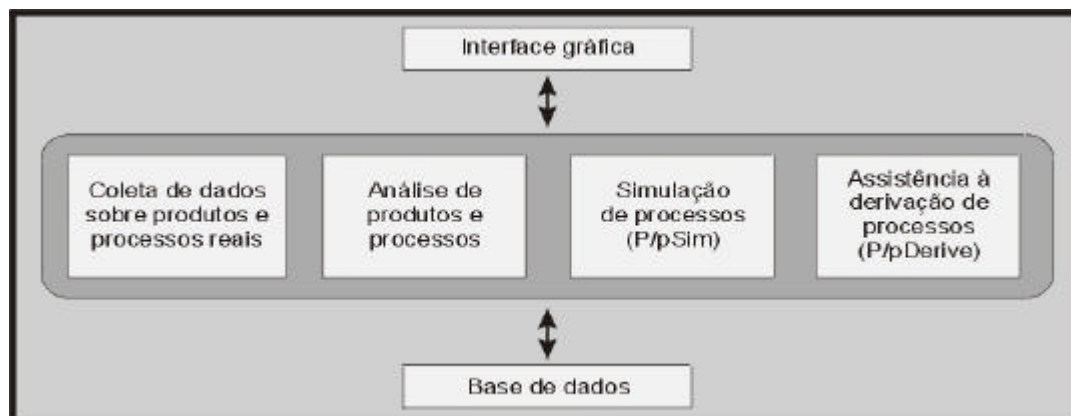 Interface gráfica
Coleta de dados
sobre produtos e
processos reais
Análise de
produtos e
processos
Simulação
de processos
(P/pSim)
Assistência à
derivação de
processos
(P/pDerive)
Base de dados